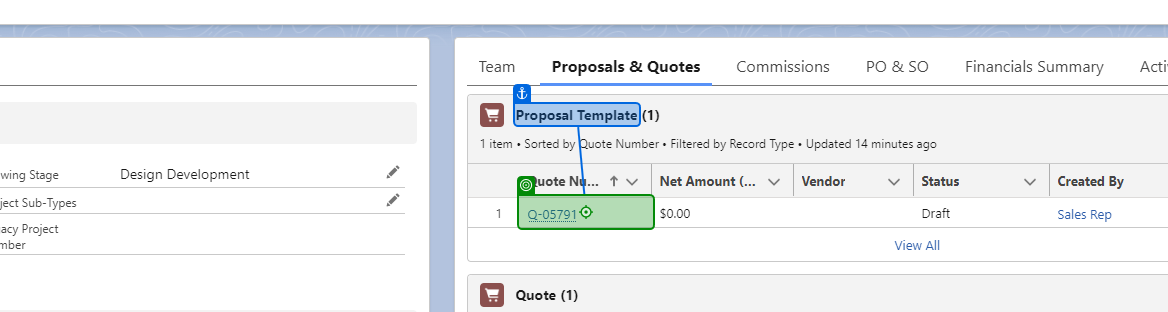 Team Proposals & Quotes Commissions PO & SO Financials Summary Acti
Proposal Template (1)
1 item • Sorted by Quote Number • Filtered by Record Type • Updated 14 minutes ago
wing Stage Design Development
ject Sub-Types
acy Project
mber
Quote Nu... Net Amount (... Vendor Status Created By
1 Q-05791 $0.00 Draft Sales Rep
View All
Quote (1)